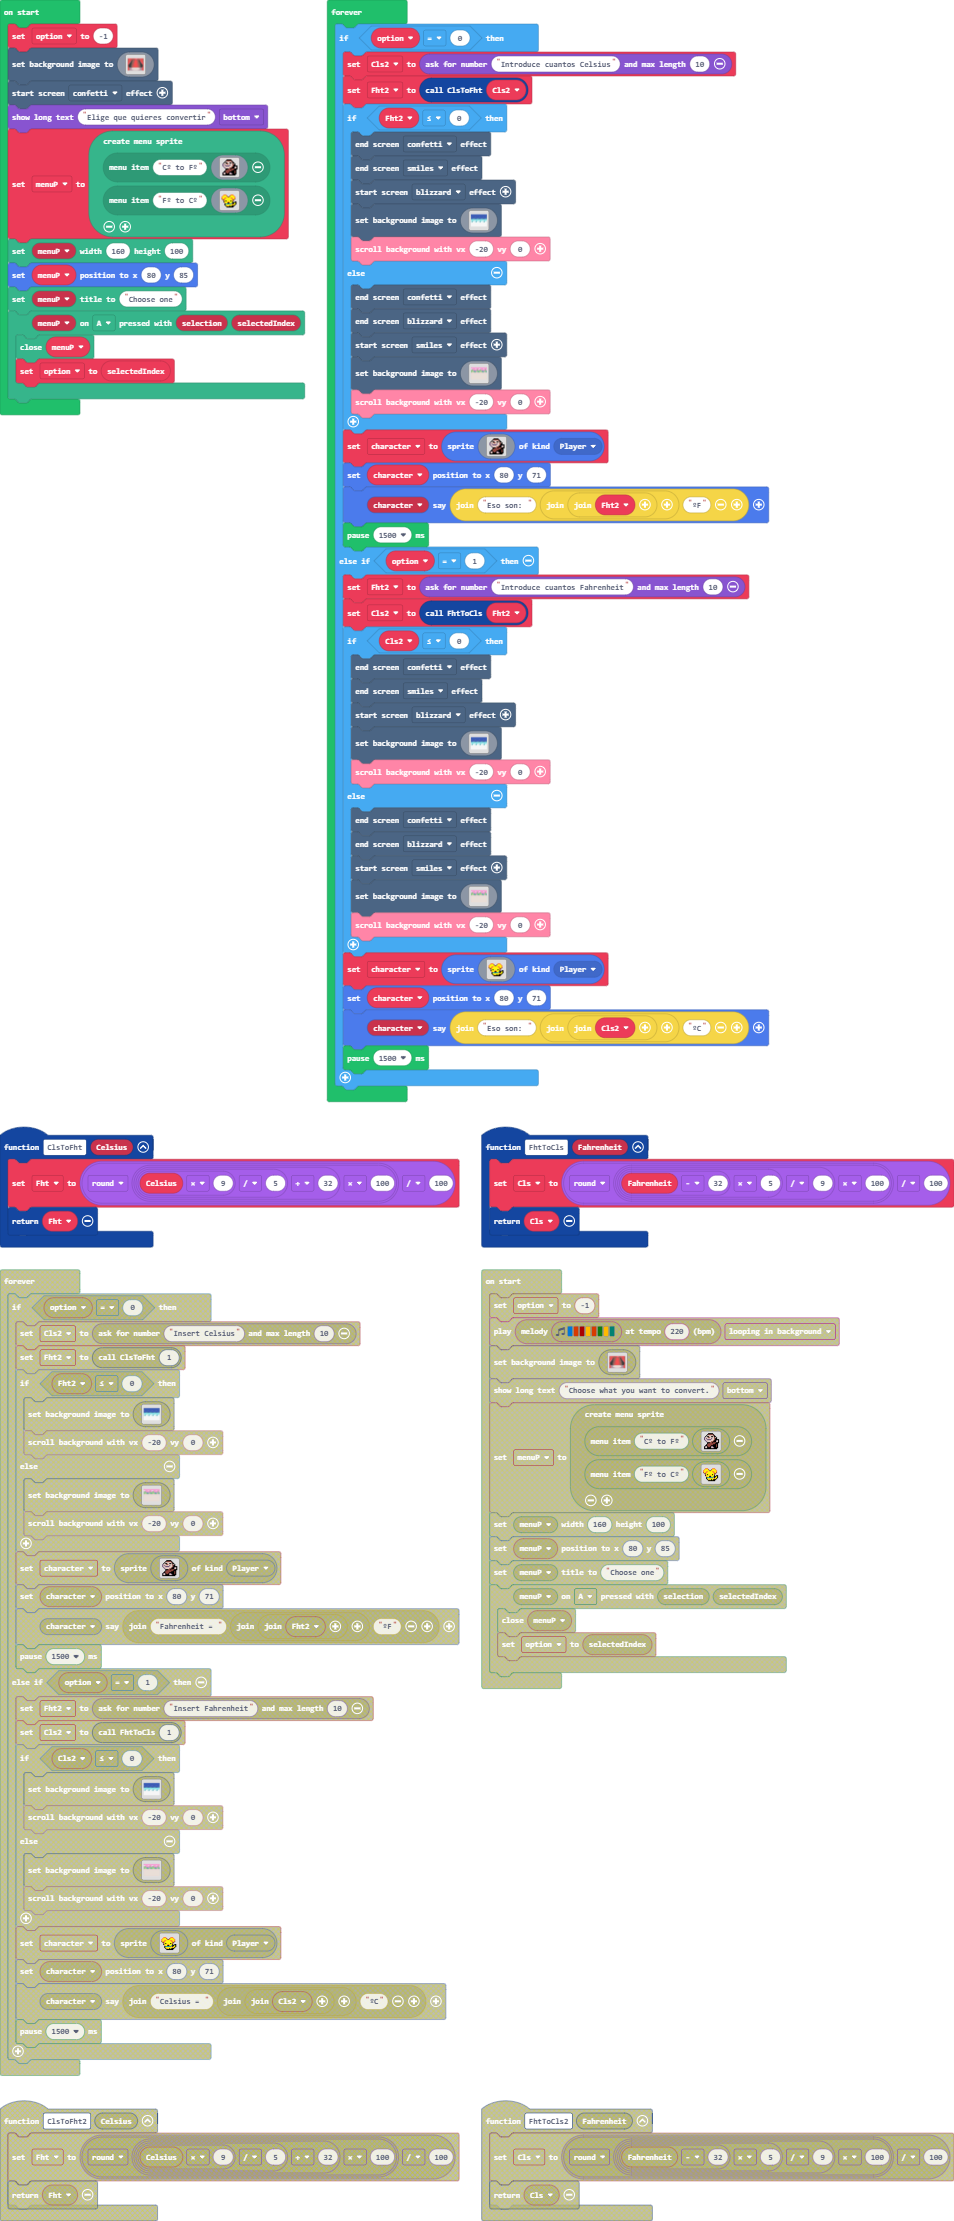 on start
set option to -1
set background image to
start screen confetti effect
show long text "Elige que quieres convertir" bottom
set menuP to
create menu sprite
menu item "Cº to Fº"
menu item "Fº to Cº"
set menuP width 160 height 100
set menuP position to x 80 y 85
set menuP title to "Choose one"
menuP on A pressed with selection selectedIndex
close menuP
set option to selectedIndex
forever
if option = 0 then
set Cls2 to ask for number "Introduce cuantos Celsius" and max length 10
set Fht2 to call ClsToFht Cls2
if Fht2 ≤ 0 then
end screen confetti effect
end screen smiles effect
start screen blizzard effect
set background image to
scroll background with vx -20 vy 0
else
end screen confetti effect
end screen blizzard effect
start screen smiles effect
set background image to
scroll background with vx -20 vy 0
set character to sprite of kind Player
set character position to x 80 y 71
character say join "Eso son: " join join Fht2 "ºF"
pause 1500 ms
else if option = 1 then
set Fht2 to ask for number "Introduce cuantos Fahrenheit" and max length 10
set Cls2 to call FhtToCls Fht2
if Cls2 ≤ 0 then
end screen confetti effect
end screen smiles effect
start screen blizzard effect
set background image to
scroll background with vx -20 vy 0
else
end screen confetti effect
end screen blizzard effect
start screen smiles effect
set background image to
scroll background with vx -20 vy 0
set character to sprite of kind Player
set character position to x 80 y 71
character say join "Eso son: " join join Cls2 "ºC"
pause 1500 ms
function ClsToFht Celsius
set Fht to round Celsius × 9 / 5 + 32 × 100 / 100
return Fht
function FhtToCls Fahrenheit
set Cls to round Fahrenheit - 32 × 5 / 9 × 100 / 100
return Cls
forever
if option = 0 then
set Cls2 to ask for number "Insert Celsius" and max length 10
set Fht2 to call ClsToFht 1
if Fht2 ≤ 0 then
set background image to
scroll background with vx -20 vy 0
else
set background image to
scroll background with vx -20 vy 0
set character to sprite of kind Player
set character position to x 80 y 71
character say join "Fahrenheit = " join join Fht2 "ºF"
pause 1500 ms
else if option = 1 then
set Fht2 to ask for number "Insert Fahrenheit" and max length 10
set Cls2 to call FhtToCls 1
if Cls2 ≤ 0 then
set background image to
scroll background with vx -20 vy 0
else
set background image to
scroll background with vx -20 vy 0
set character to sprite of kind Player
set character position to x 80 y 71
character say join "Celsius = " join join Cls2 "ºC"
pause 1500 ms
on start
set option to -1
play melody at tempo 220 (bpm) looping in background
set background image to
show long text "Choose what you want to convert." bottom
set menuP to
create menu sprite
menu item "Cº to Fº"
menu item "Fº to Cº"
set menuP width 160 height 100
set menuP position to x 80 y 85
set menuP title to "Choose one"
menuP on A pressed with selection selectedIndex
close menuP
set option to selectedIndex
function ClsToFht2 Celsius
set Fht to round Celsius × 9 / 5 + 32 × 100 / 100
return Fht
function FhtToCls2 Fahrenheit
set Cls to round Fahrenheit - 32 × 5 / 9 × 100 / 100
return Cls